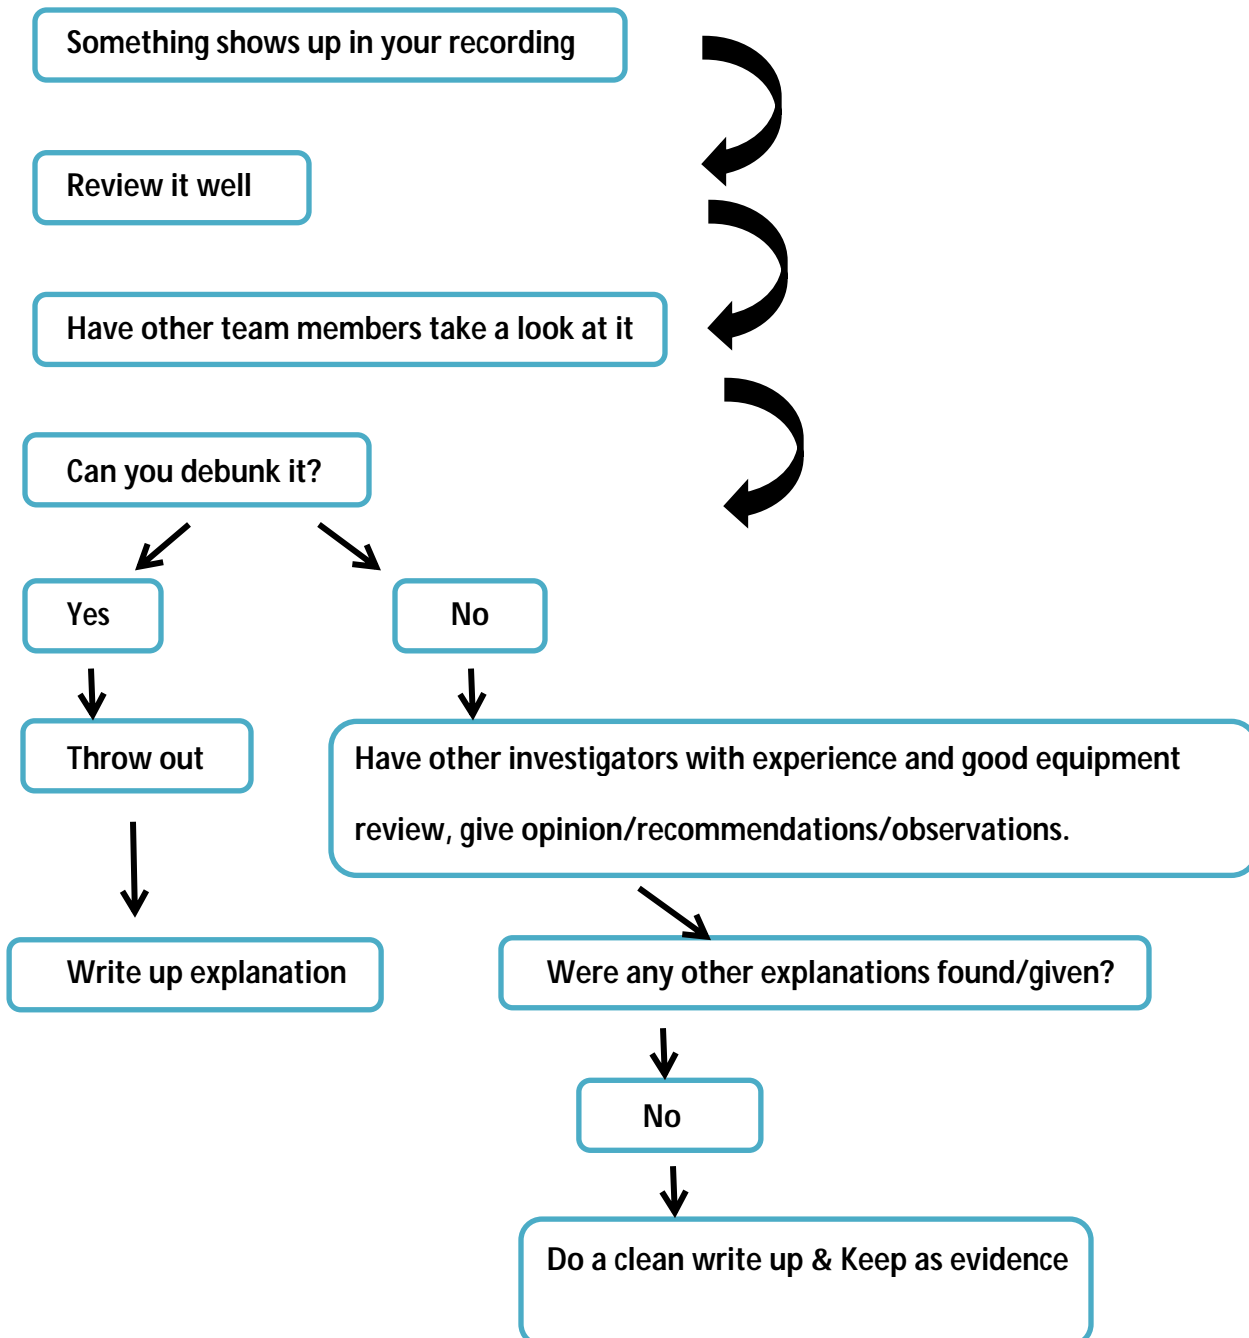 Something shows up in your recording
Review it well
Have other team members take a look at it
Can you debunk it?
Yes
No
Throw out
Have other investigators with experience and good equipment
review, give opinion/recommendations/observations.
Write up explanation
Were any other explanations found/given?
No
Do a clean write up & Keep as evidence